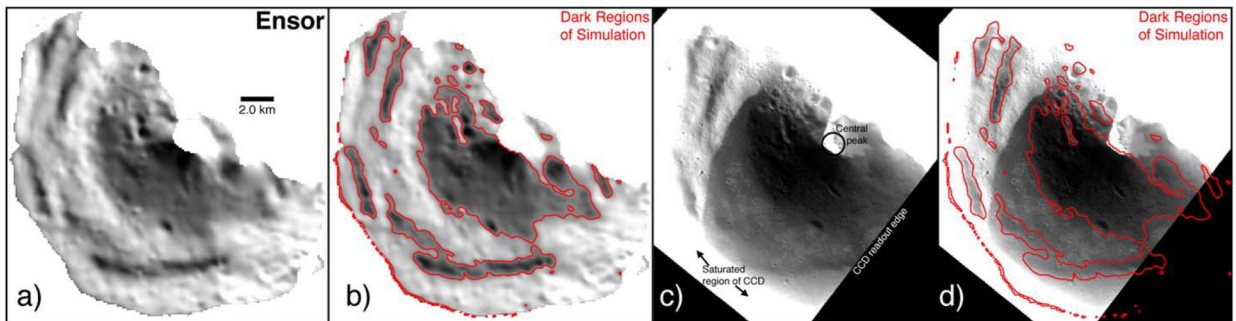 Ensor
2.0 km
a)
Dark Regions
of Simulation
b)
Central
peak
CCD readout edge
Saturated
region of CCD
c)
Dark Regions
of Simulation
d)